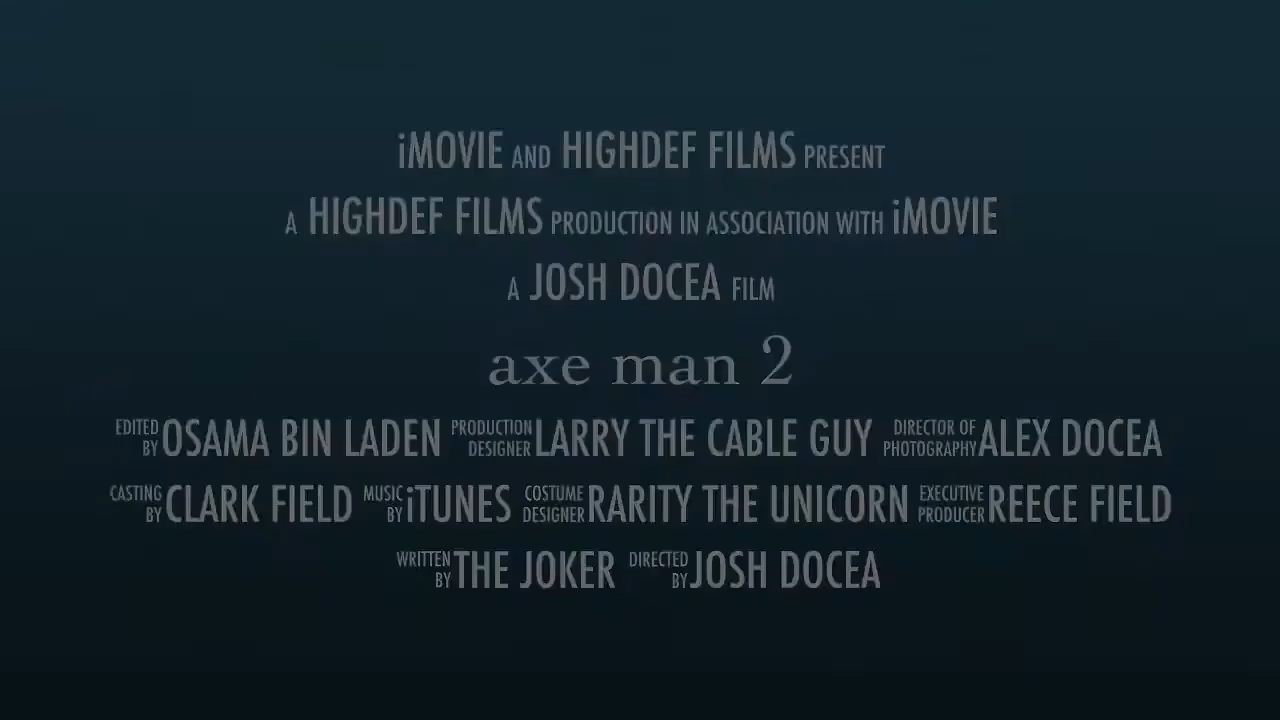 iMOVIE AND HIGHDEF FILMS PRESENT
A HIGHDEF FILMS PRODUCTION IN ASSOCIATION WITH iMOVIE
A JOSH DOCEA FILM
axe man 2
EDITED BY OSAMA BIN LADEN PRODUCTION DESIGNER LARRY THE CABLE GUY DIRECTOR OF PHOTOGRAPHY ALEX DOCEA
CASTING BY CLARK FIELD MUSIC BY iTUNES COSTUME DESIGNER RARITY THE UNICORN EXECUTIVE PRODUCER REECE FIELD
WRITTEN BY THE JOKER DIRECTED BY JOSH DOCEA